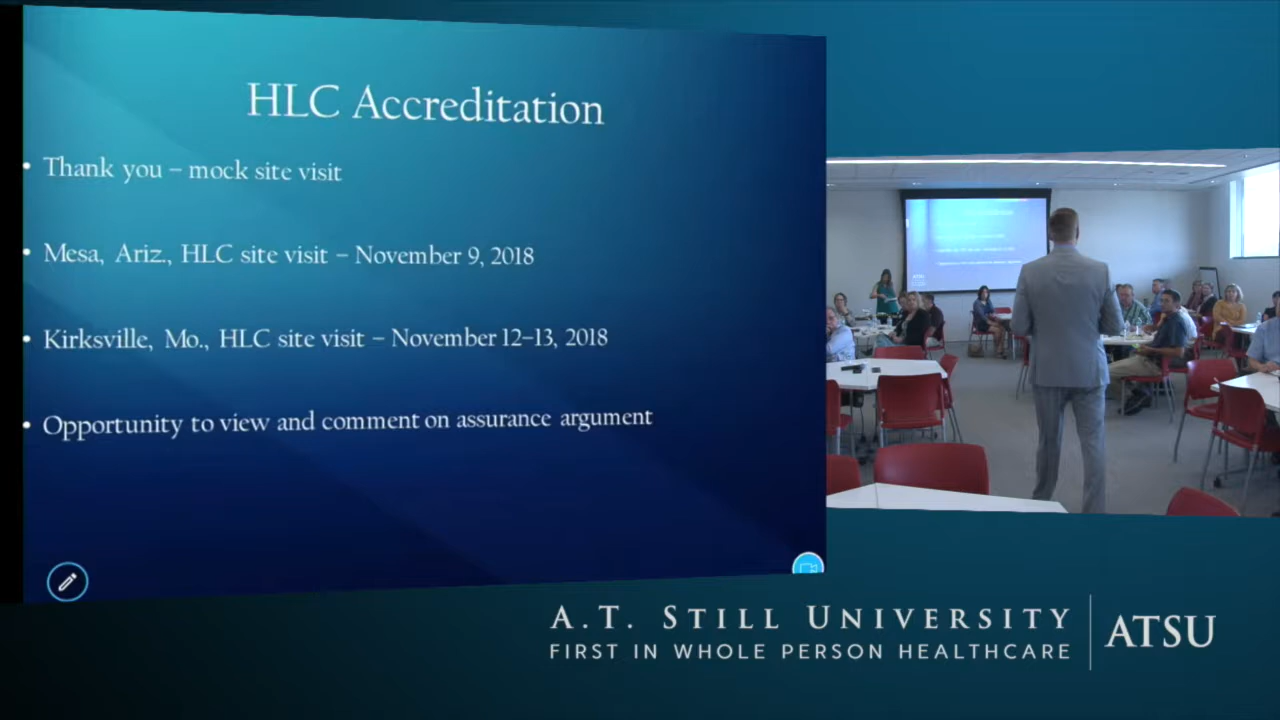 HLC Accreditation
• Thank you – mock site visit
• Mesa, Ariz., HLC site visit – November 9, 2018
• Kirksville, Mo., HLC site visit – November 12–13, 2018
• Opportunity to view and comment on assurance argument
A.T. STILL UNIVERSITY
FIRST IN WHOLE PERSON HEALTHCARE
ATSU